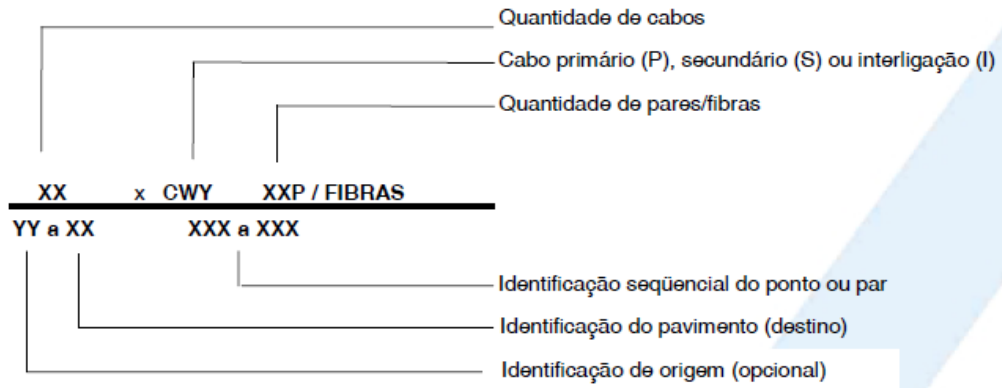 Quantidade de cabos
Cabo primário (P), secundário (S) ou interligação (I)
Quantidade de pares/fibras
XX x CWY XXP / FIBRAS
YY a XX XXX a XXX
Identificação seqüencial do ponto ou par
Identificação do pavimento (destino)
Identificação de origem (opcional)